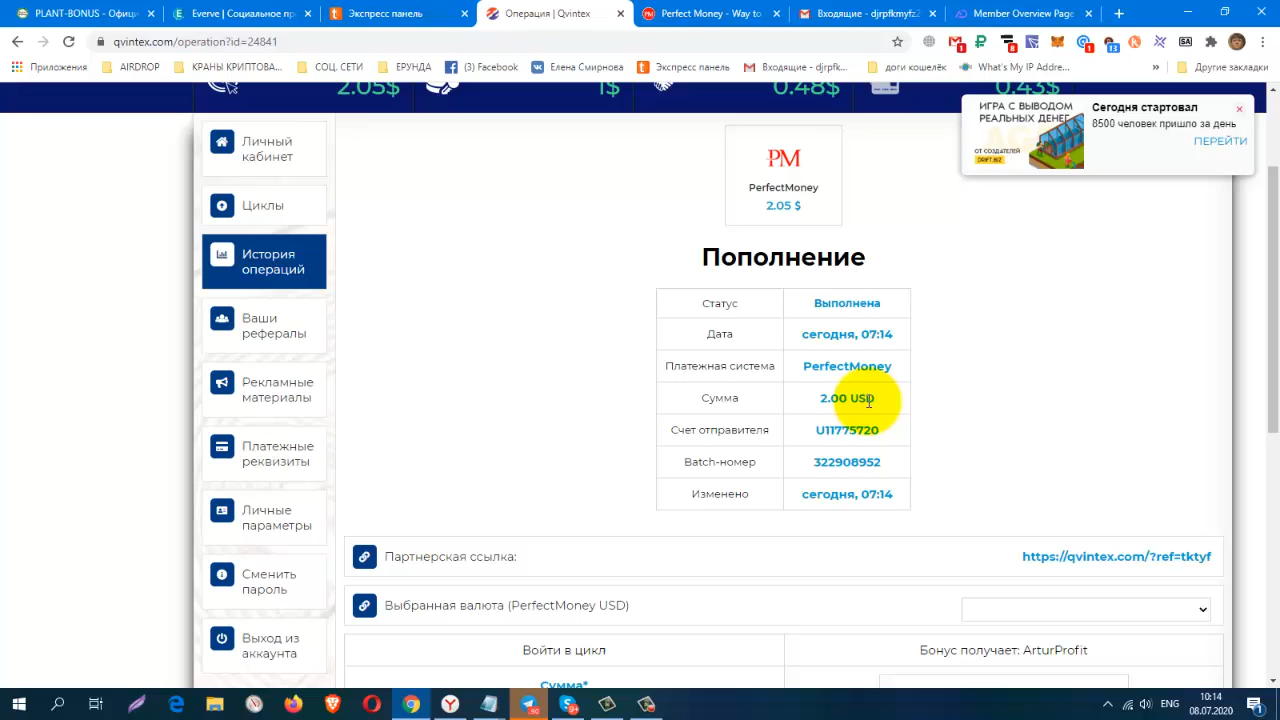 PLANT-BONUS - Офици
Everve | Социальное пр
Экспресс панель
Операция | Qvintex
Perfect Money - Way to
Входящие - djrpfkmyfz2
Member Overview Page
qvintex.com/operation?id=24841
Приложения
AIRDROP
КРАНЫ КРИПТОВА...
СОЦ. СЕТИ
ЕРУНДА
(3) Facebook
Елена Смирнова
Экспресс панель
Входящие - djrpfk...
доги кошелёк
What's My IP Addre...
»
Другие закладки
2.05$
1$
0.48$
0.43$
ИГРА С ВЫВОДОМ
РЕАЛЬНЫХ ДЕНЕГ
ОТ СОЗДАТЕЛЕЙ
DRIFT.BIZ
Сегодня стартовал
8500 человек пришло за день
ПЕРЕЙТИ
Личный
кабинет
Циклы
История
операций
Ваши
рефералы
Рекламные
материалы
Платежные
реквизиты
Личные
параметры
Сменить
пароль
Выход из
аккаунта
PM
PerfectMoney
2.05 $
Пополнение
Статус Выполнена
Дата сегодня, 07:14
Платежная система PerfectMoney
Сумма 2.00 USD
Счет отправителя U11775720
Batch-номер 322908952
Изменено сегодня, 07:14
Партнерская ссылка: https://qvintex.com/?ref=tktyf
Выбранная валюта (PerfectMoney USD)
Войти в цикл Бонус получает: ArturProfit
Сумма*
ENG
10:14
08.07.2020